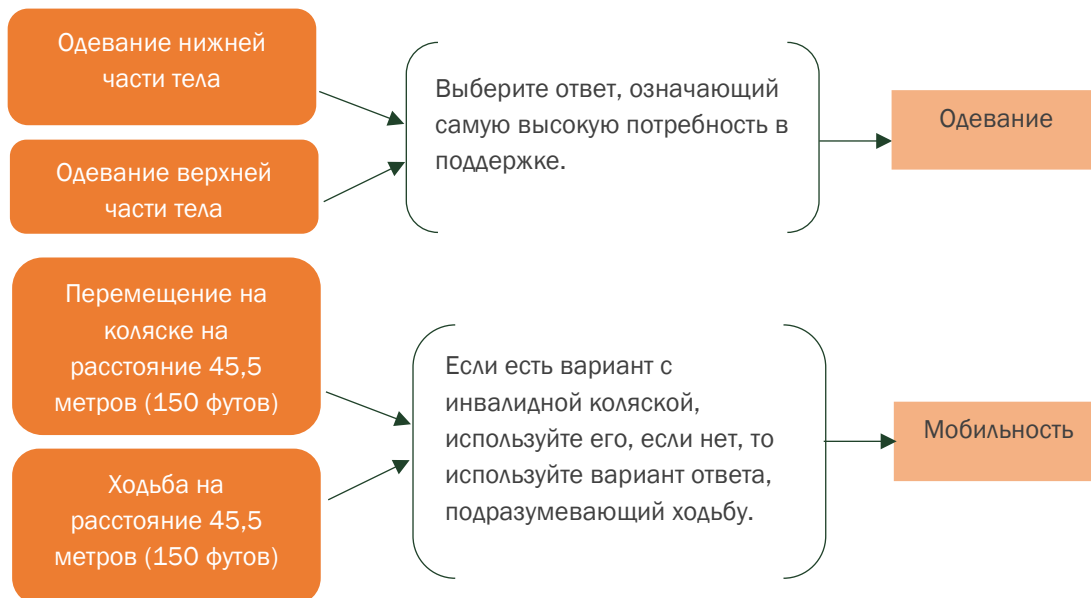 Одевание нижней
части тела
Выберите ответ, означающий
самую высокую потребность в
поддержке.
Одевание
Одевание верхней
части тела
Перемещение на
коляске на
расстояние 45,5
метров (150 футов)
Если есть вариант с
инвалидной коляской,
используйте его, если нет, то
используйте вариант ответа,
подразумевающий ходьбу.
Мобильность
Ходьба на
расстояние 45,5
метров (150 футов)